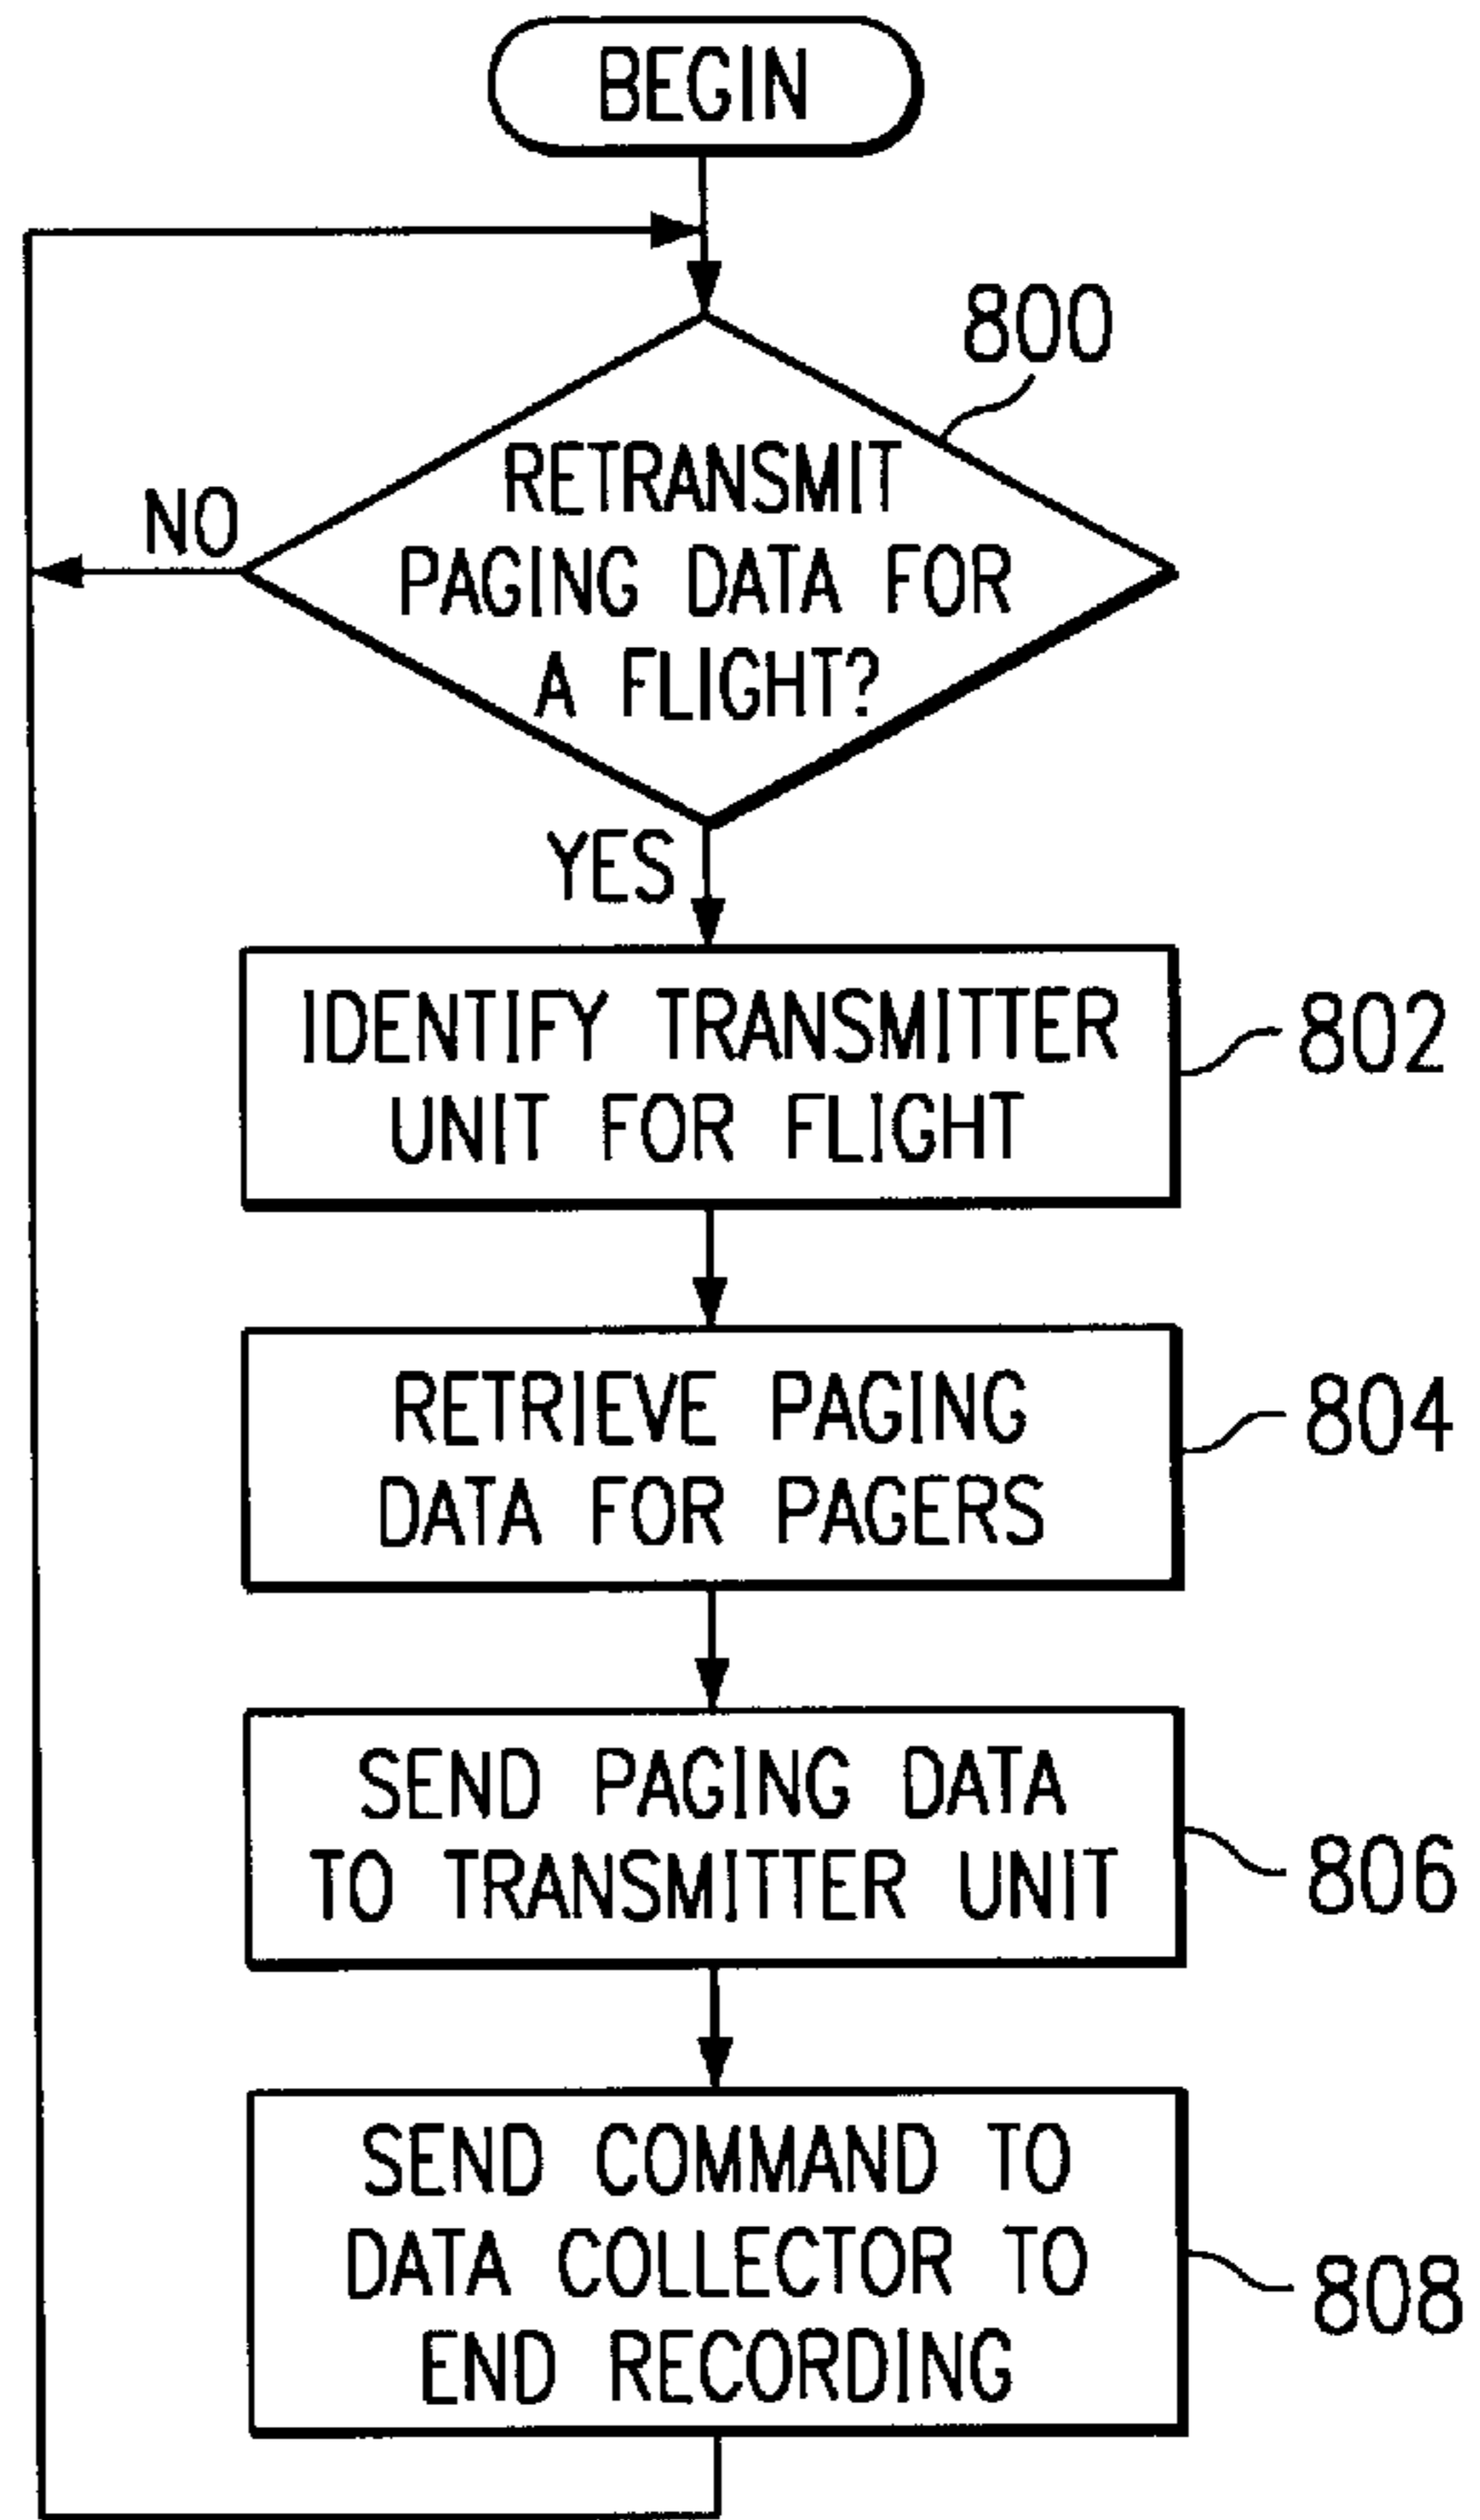 BEGIN
800
RETRANSMIT
PAGING DATA FOR
A FLIGHT?
NO
YES
IDENTIFY TRANSMITTER
UNIT FOR FLIGHT
802
RETRIEVE PAGING
DATA FOR PAGERS
804
SEND PAGING DATA
TO TRANSMITTER UNIT
806
SEND COMMAND TO
DATA COLLECTOR TO
END RECORDING
808